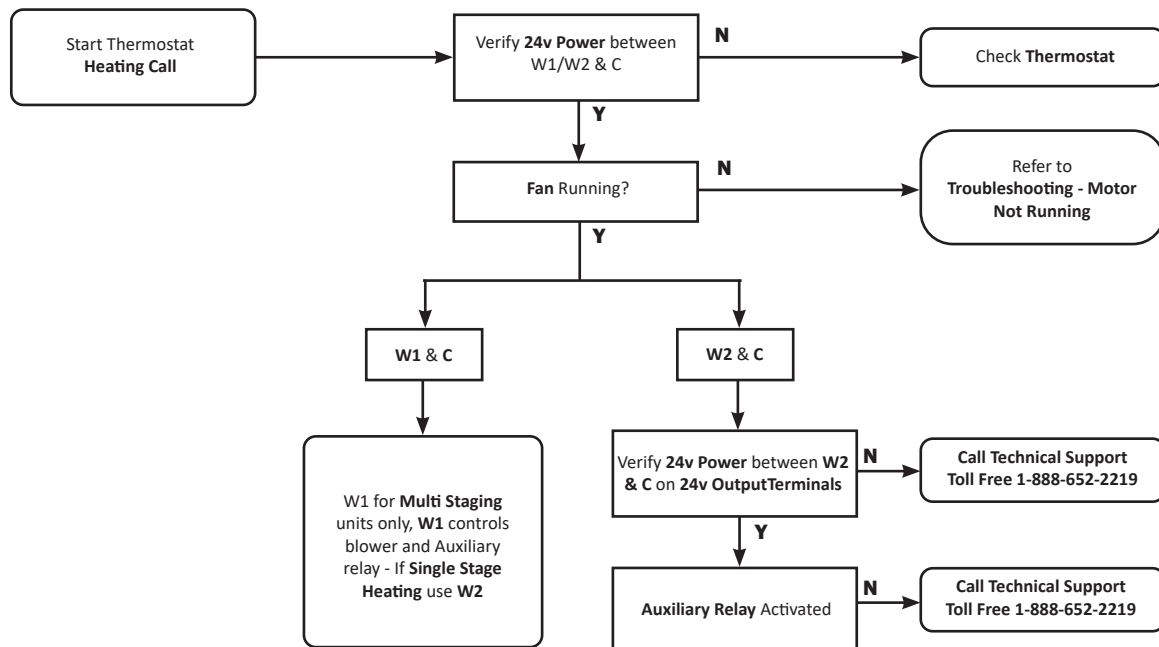 Start Thermostat
Heating Call
Verify 24v Power between
W1/W2 & C
N
Check Thermostat
Y
Fan Running?
N
Refer to
Troubleshooting - Motor
Not Running
Y
W1 & C
W2 & C
W1 for Multi Staging
units only, W1 controls
blower and Auxiliary
relay - If Single Stage
Heating use W2
Verify 24v Power between W2
& C on 24v OutputTerminals
N
Call Technical Support
Toll Free 1-888-652-2219
Y
Auxiliary Relay Activated
N
Call Technical Support
Toll Free 1-888-652-2219